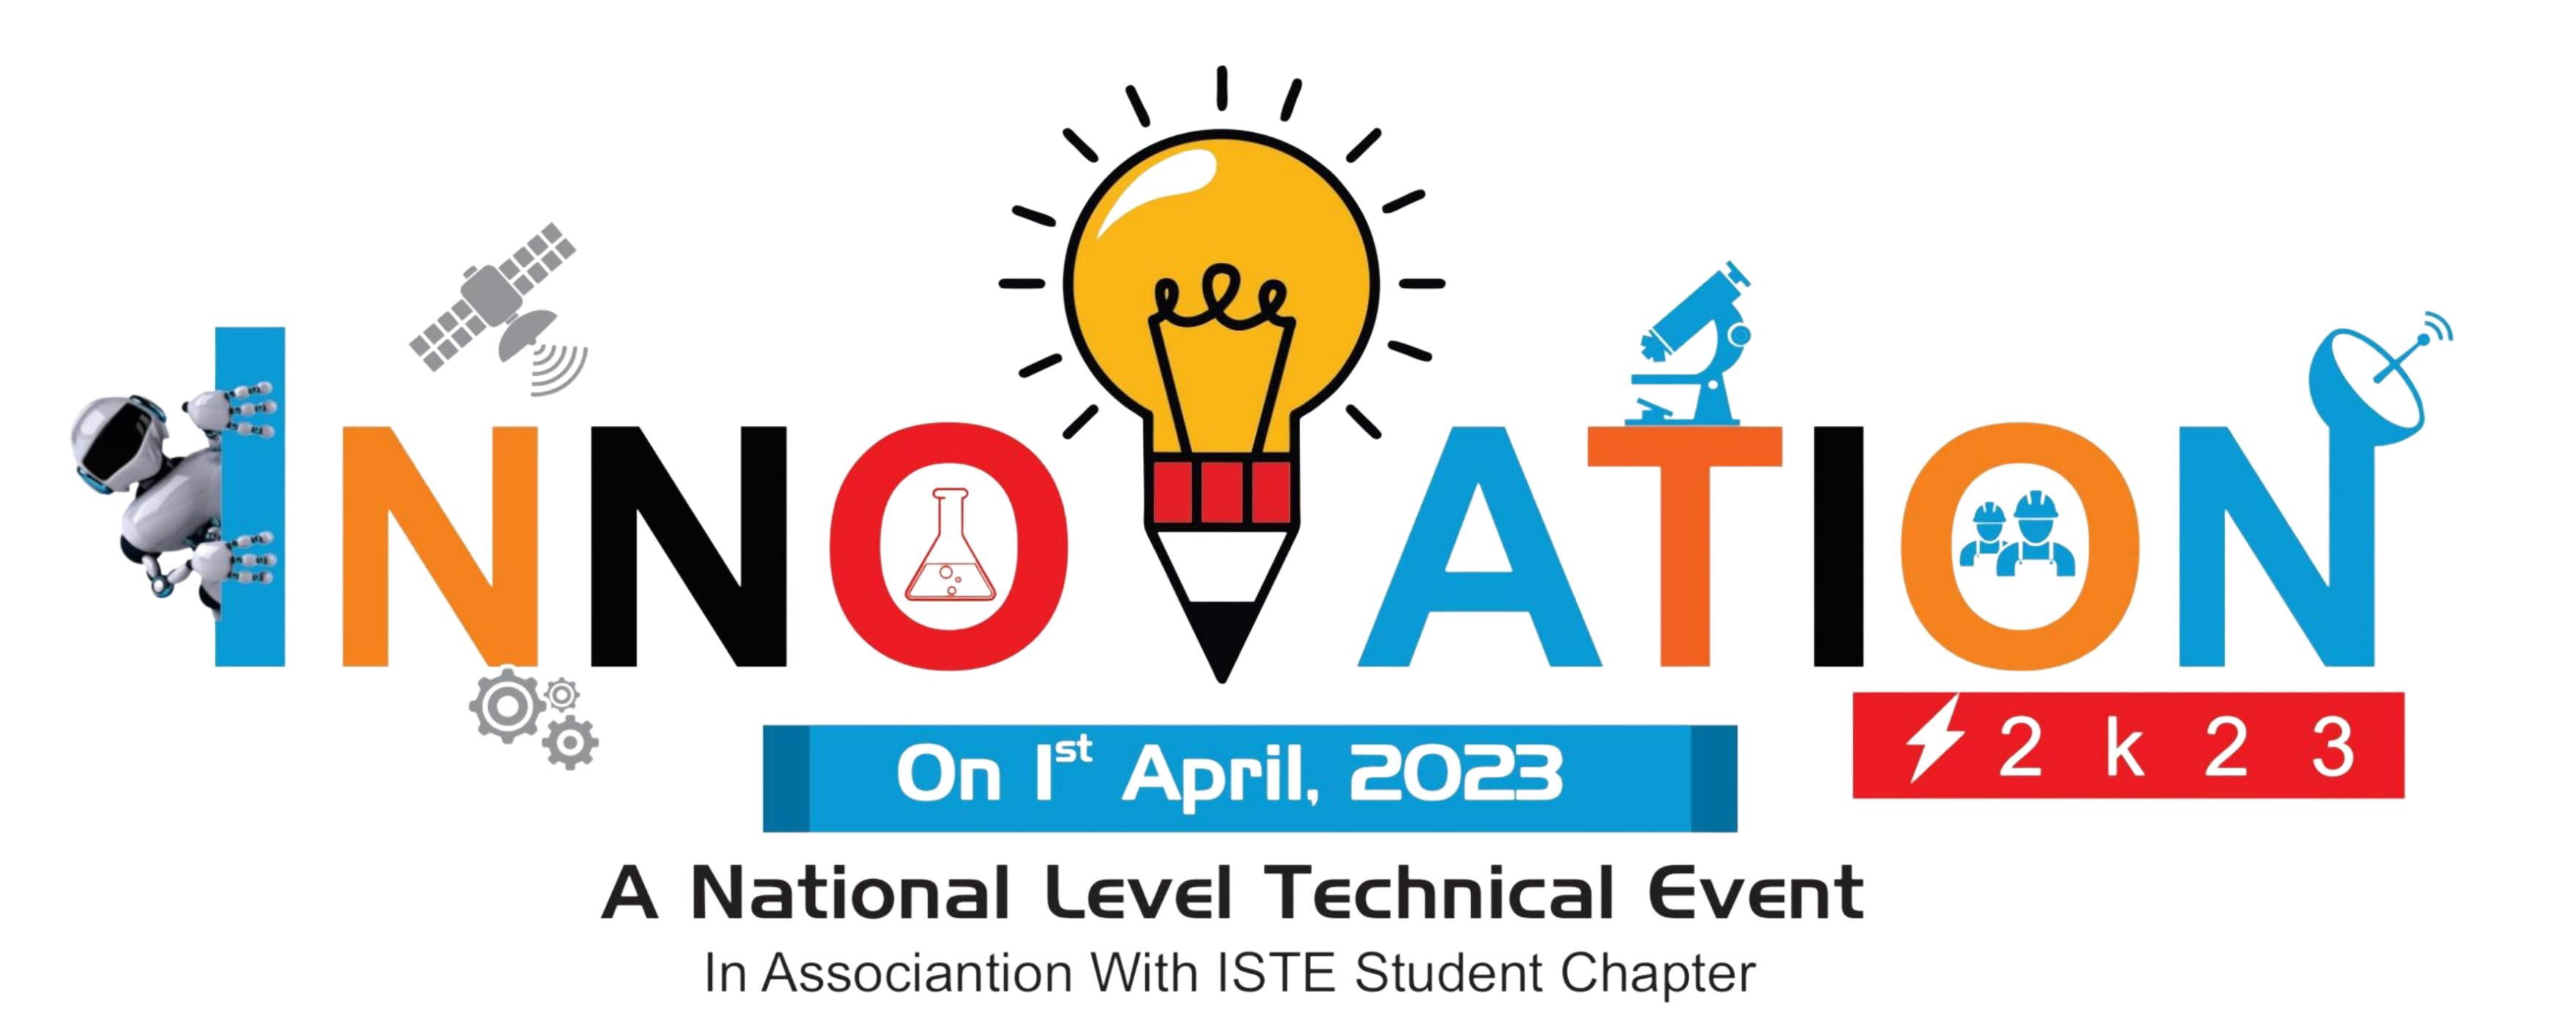 INNOVATION
2k23
On 1st April, 2023
A National Level Technical Event
In Associantion With ISTE Student Chapter